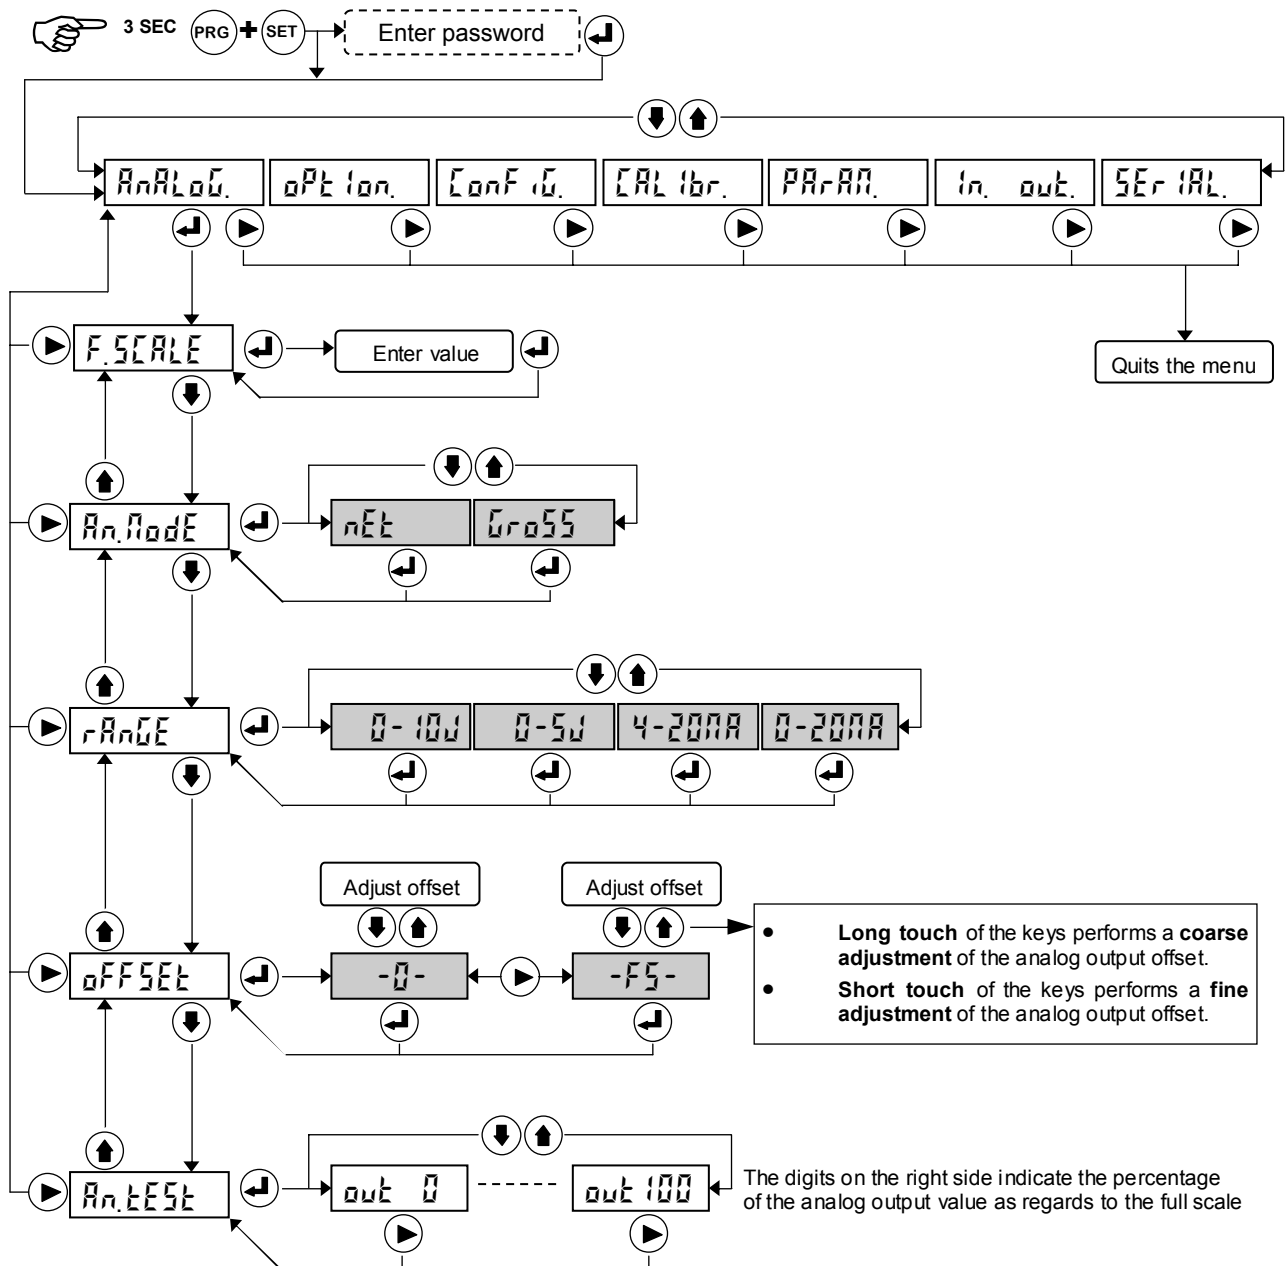 3 SEC PRG + SET Enter password
AnALoG. oPtIon. ConFiG. CALIbr. PArAM. In. out. SErIAL.
F.SCALE Enter value
Quits the menu
An.ModE nEt GroSS
rAnGE 0-10v 0-5v 4-20MA 0-20MA
Adjust offset Adjust offset
oFFSEt -0- -FS-
• Long touch of the keys performs a coarse
adjustment of the analog output offset.
• Short touch of the keys performs a fine
adjustment of the analog output offset.
An.tESt out 0 ------ out 100
The digits on the right side indicate the percentage
of the analog output value as regards to the full scale